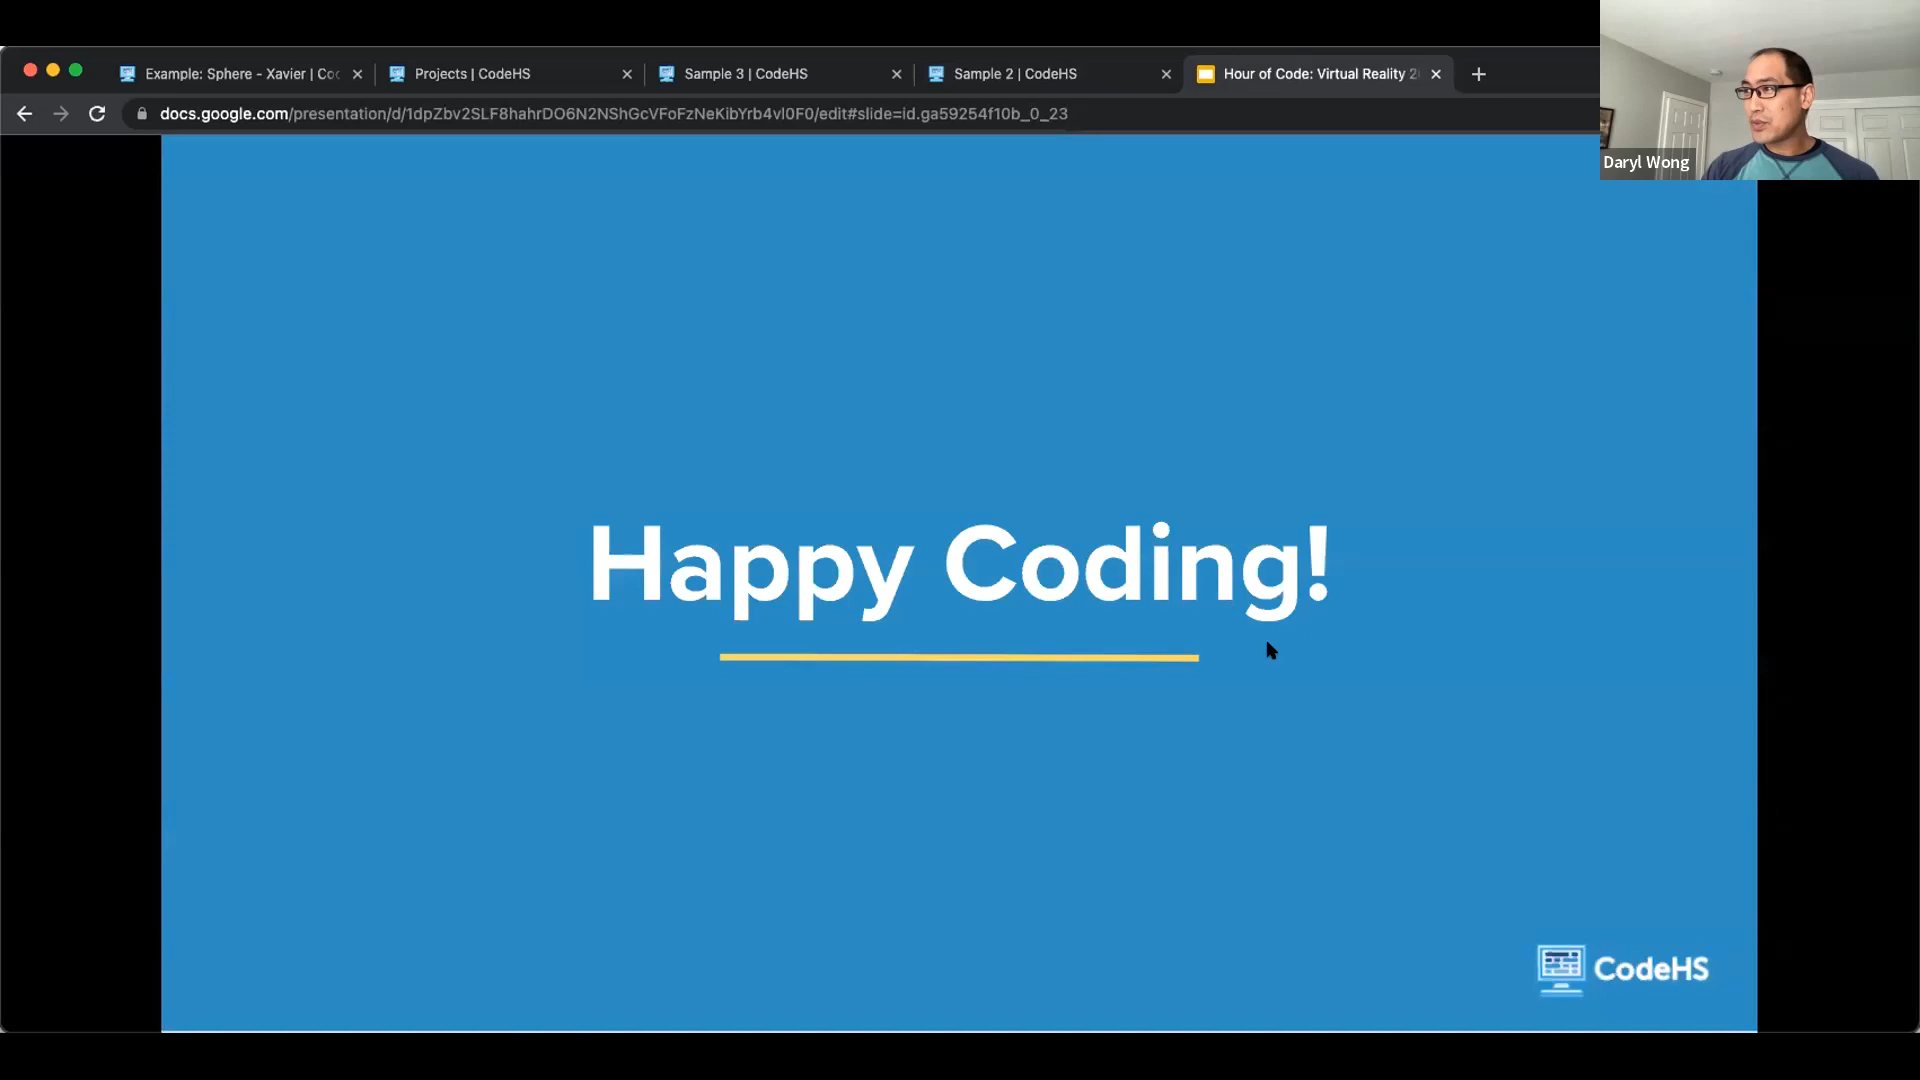 Example: Sphere - Xavier | Coc
Projects | CodeHS
Sample 3 | CodeHS
Sample 2 | CodeHS
Hour of Code: Virtual Reality 2
docs.google.com/presentation/d/1dpZbv2SLF8hahrDO6N2NShGcVFoFzNeKibYrb4vl0F0/edit#slide=id.ga59254f10b_0_23
Daryl Wong
Happy Coding!
CodeHS